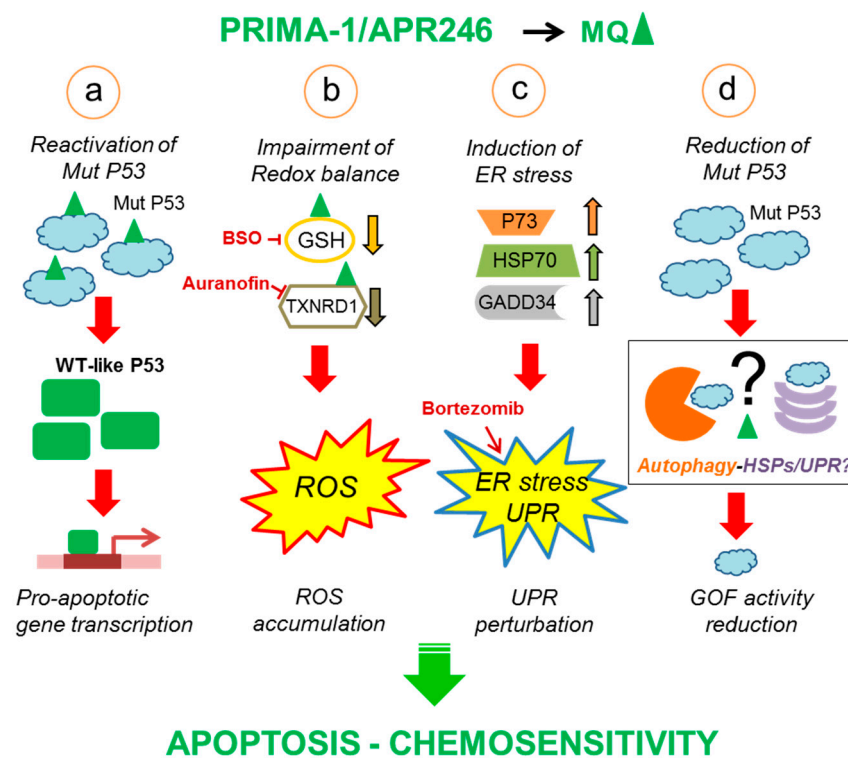 PRIMA-1/APR246 → MQ
a
Reactivation of
Mut P53
Mut P53
WT-like P53
Pro-apoptotic
gene transcription
b
Impairment of
Redox balance
BSO
GSH
Auranofin
TXNRD1
ROS
ROS
accumulation
c
Induction of
ER stress
P73
HSP70
GADD34
Bortezomib
ER stress
UPR
UPR
perturbation
d
Reduction of
Mut P53
Mut P53
?
Autophagy-HSPs/UPR?
GOF activity
reduction
APOPTOSIS - CHEMOSENSITIVITY